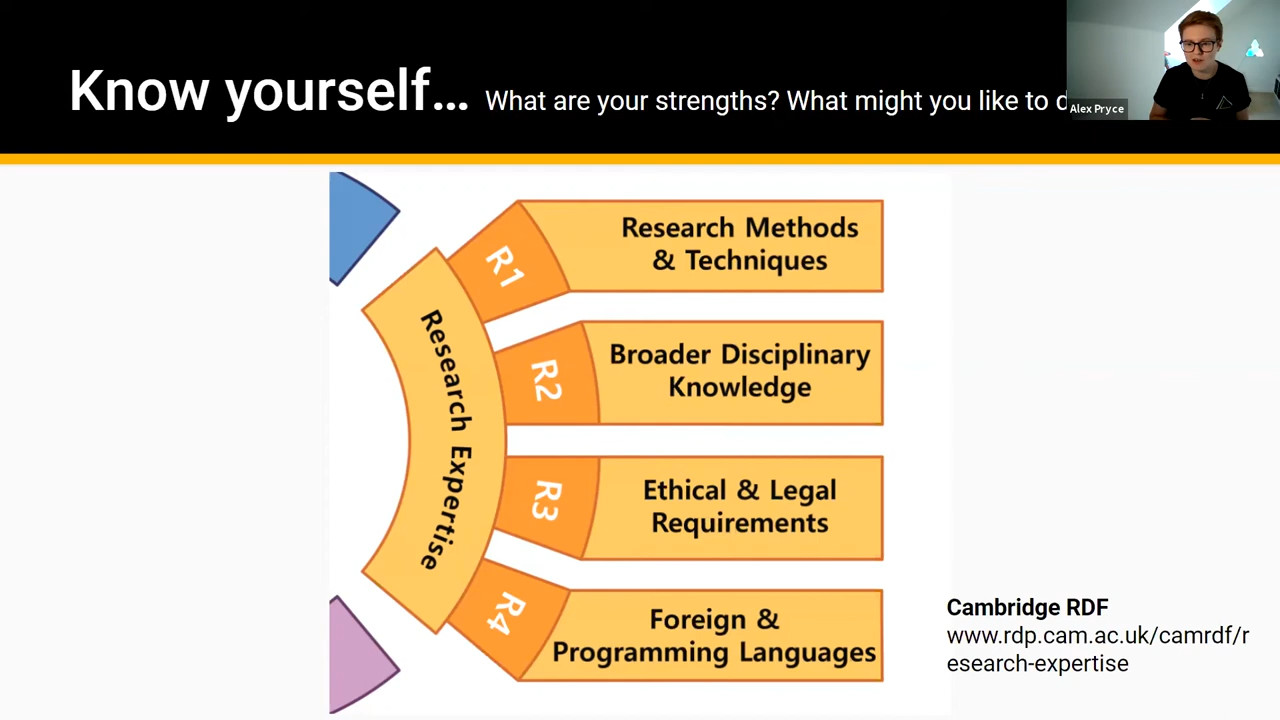 Know yourself... What are your strengths? What might you like to d
Alex Pryce
R1
Research Methods
& Techniques
R2
Broader Disciplinary
Knowledge
Research Expertise
R3
Ethical & Legal
Requirements
R4
Foreign &
Programming Languages
Cambridge RDF
www.rdp.cam.ac.uk/camrdf/r
esearch-expertise